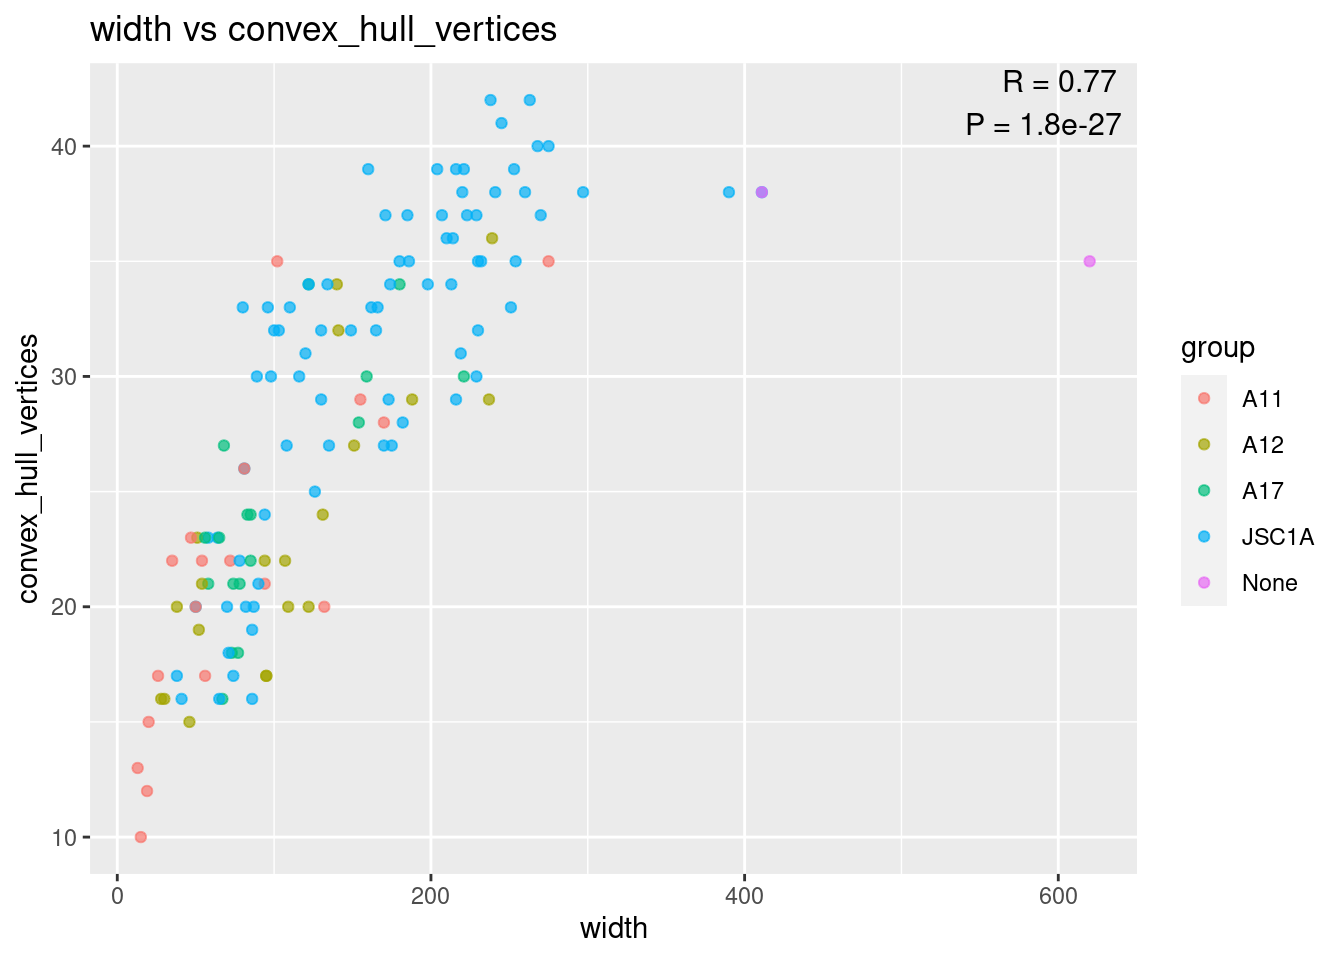 width vs convex_hull_vertices
R = 0.77
P = 1.8e-27
convex_hull_vertices
40
30
20
10
0
200
400
600
width
group
A11
A12
A17
JSC1A
None